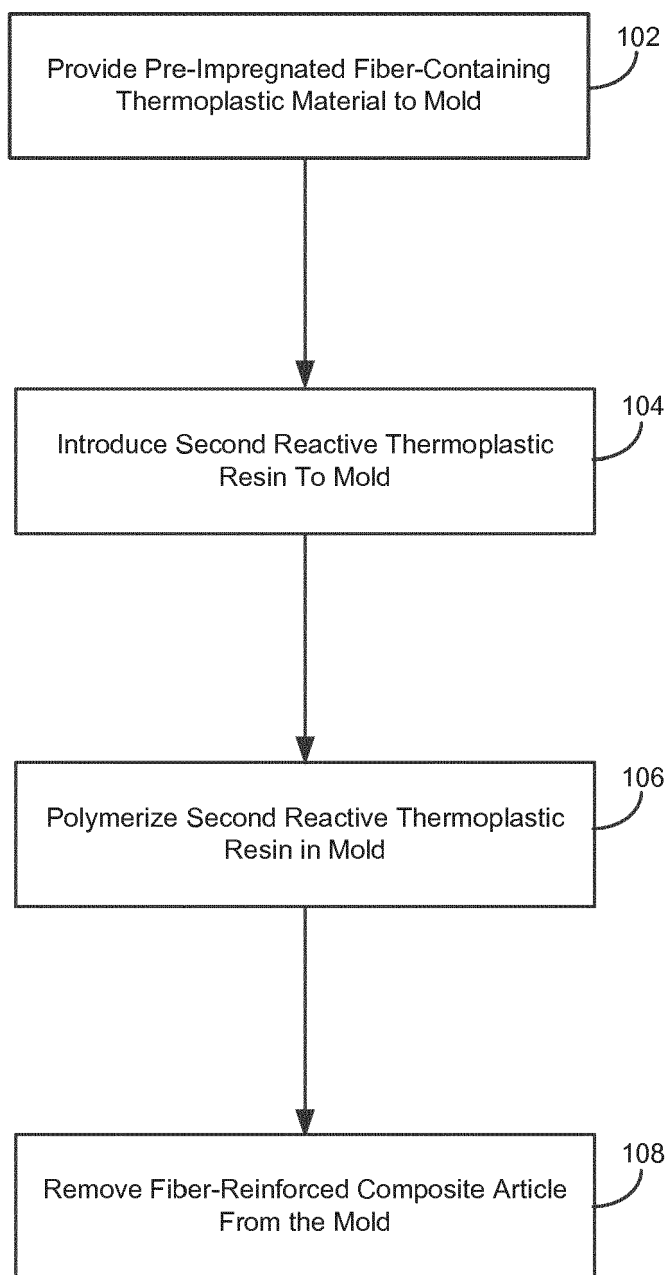 102
Provide Pre-Impregnated Fiber-Containing
Thermoplastic Material to Mold
104
Introduce Second Reactive Thermoplastic
Resin To Mold
106
Polymerize Second Reactive Thermoplastic
Resin in Mold
108
Remove Fiber-Reinforced Composite Article
From the Mold